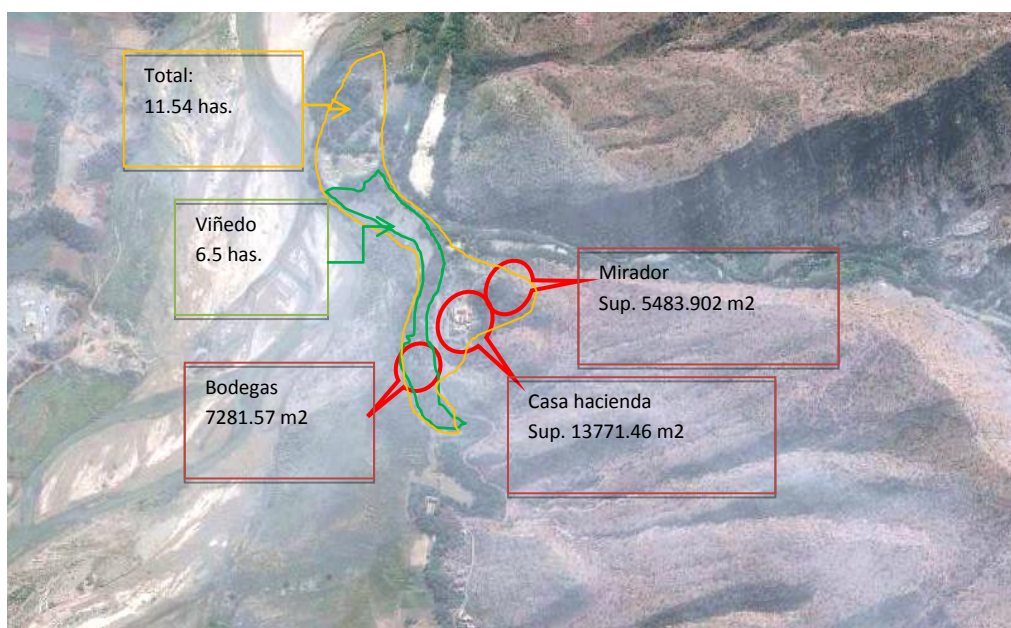 Total:
11.54 has.
Viñedo
6.5 has.
Mirador
Sup. 5483.902 m2
Bodegas
7281.57 m2
Casa hacienda
Sup. 13771.46 m2